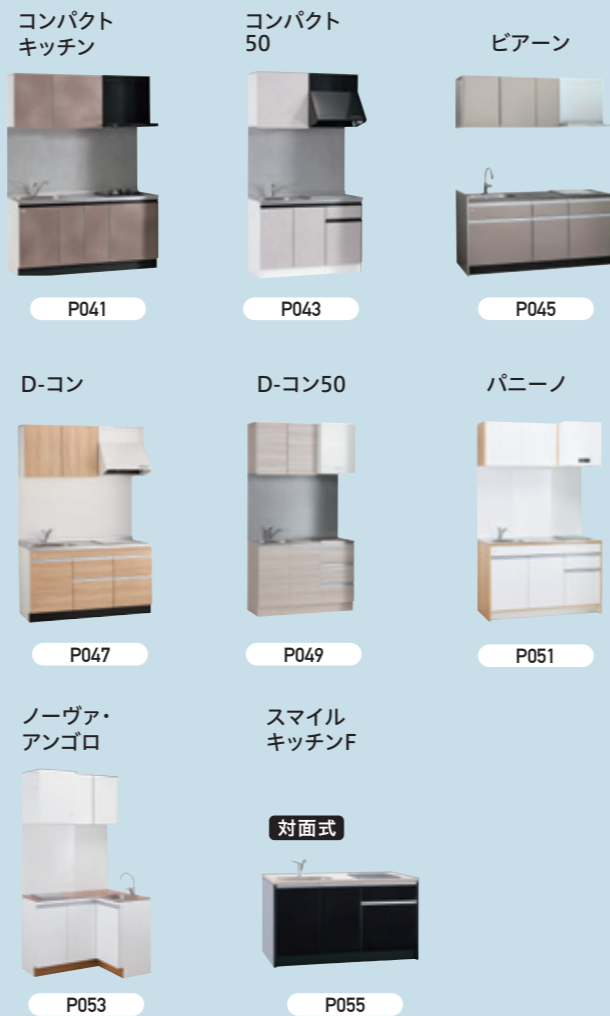 コンパクト
キッチン
コンパクト
50
ビアーン
P041
P043
P045
D-コン
D-コン50
パニーノ
P047
P049
P051
ノーヴァ・
アンゴロ
スマイル
キッチンF
対面式
P053
P055